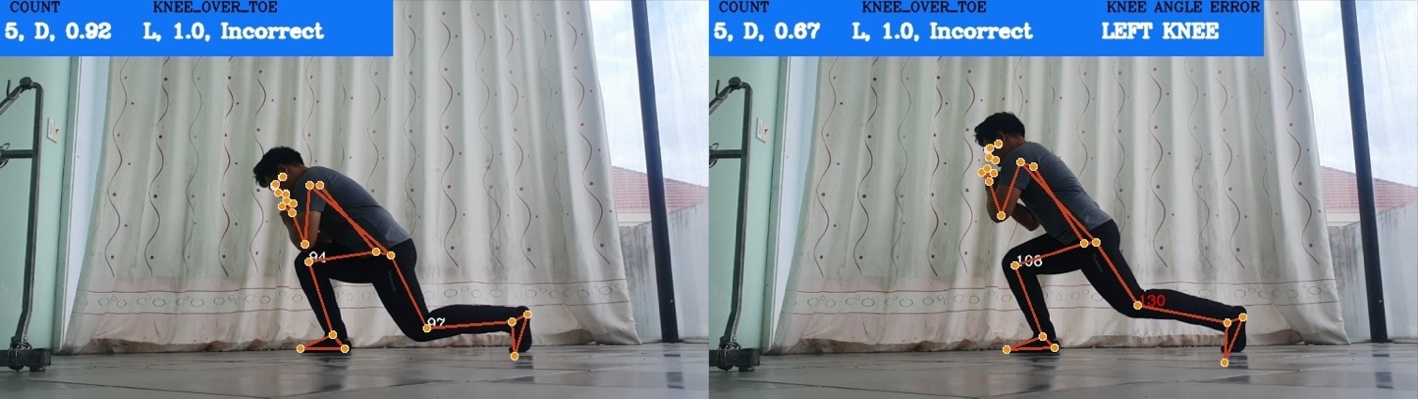 COUNT KNEE_OVER_TOE
5, D, 0.92 L, 1.0, Incorrect
94
97
COUNT KNEE_OVER_TOE KNEE ANGLE ERROR
5, D, 0.67 L, 1.0, Incorrect LEFT KNEE
108
130